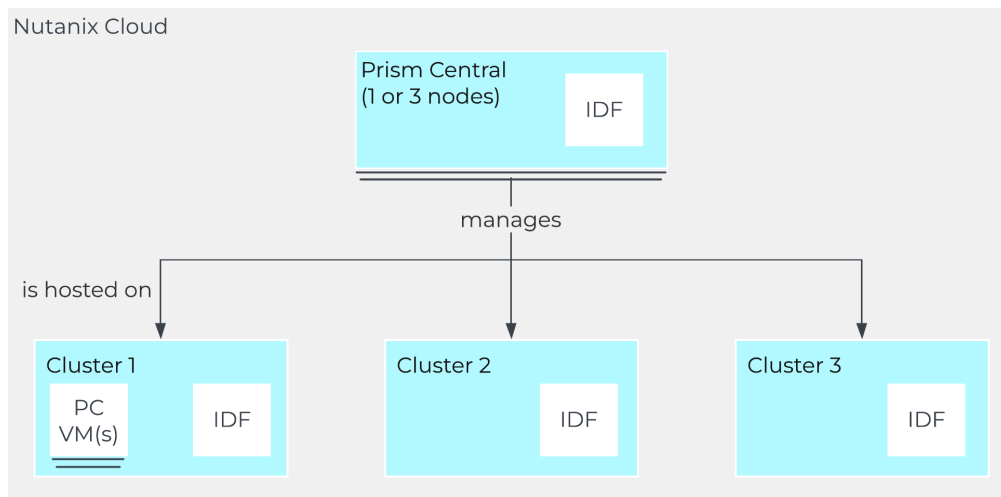 Nutanix Cloud
Prism Central
(1 or 3 nodes)
IDF
manages
is hosted on
Cluster 1
PC
VM(s)
IDF
Cluster 2
IDF
Cluster 3
IDF